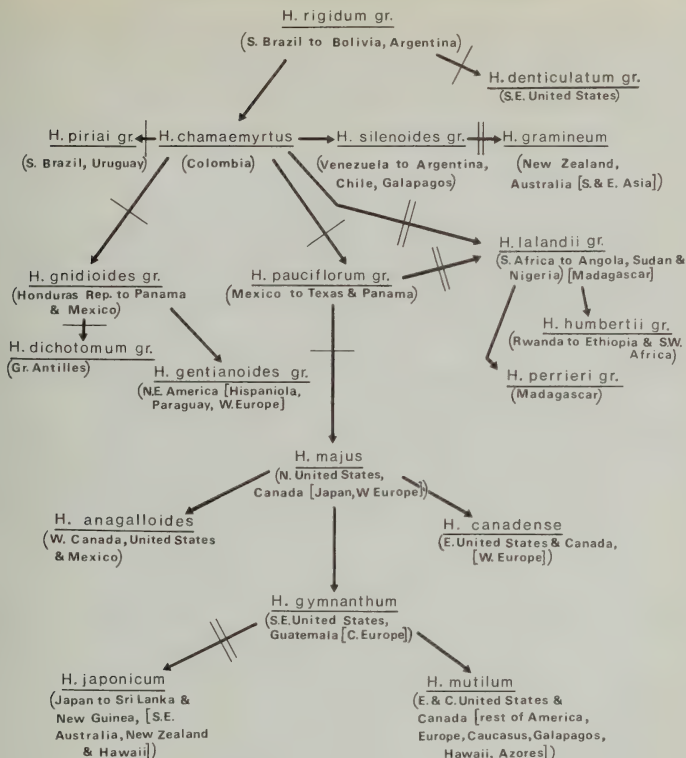 H. rigidum gr.
(S. Brazil to Bolivia, Argentina)
H. denticulatum gr.
(S.E. United States)
H. piriai gr.
(S. Brazil, Uruguay)
H. chamaemyrtus
(Colombia)
H. silenoides gr.
(Venezuela to Argentina,
Chile, Galapagos)
H. gramineum
(New Zealand,
Australia [S. & E. Asia])
H. gnidioides gr.
(Honduras Rep. to Panama
& Mexico)
H. pauciflorum gr.
(Mexico to Texas & Panama)
H. lalandii gr.
(S. Africa to Angola, Sudan &
Nigeria) [Madagascar]
H. dichotomum gr.
(Gr. Antilles)
H. gentianoides gr.
(N.E. America [Hispaniola,
Paraguay, W. Europe]
H. humbertii gr.
(Rwanda to Ethiopia & S.W.
Africa)
H. perrieri gr.
(Madagascar)
H. majus
(N. United States,
Canada [Japan, W Europe])
H. anagalloides
(W. Canada, United States
& Mexico)
H. canadense
(E. United States & Canada,
[W. Europe])
H. gymnanthum
(S.E. United States,
Guatemala [C. Europe])
H. japonicum
(Japan to Sri Lanka &
New Guinea, [S.E.
Australia, New Zealand
& Hawaii])
H. mutilum
(E. & C. United States &
Canada [rest of America,
Europe, Caucasus, Galapagos,
Hawaii, Azores])